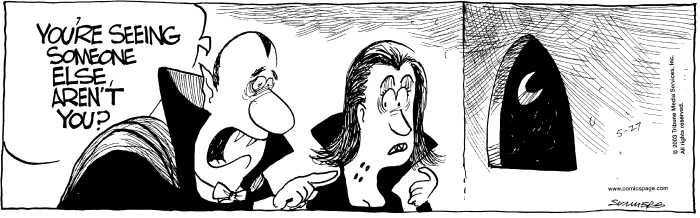 YOU'RE SEEING
SOMEONE
ELSE,
AREN'T
YOU?
5-27
© 2003 Tribune Media Services, Inc.
All rights reserved.
www.comicspage.com